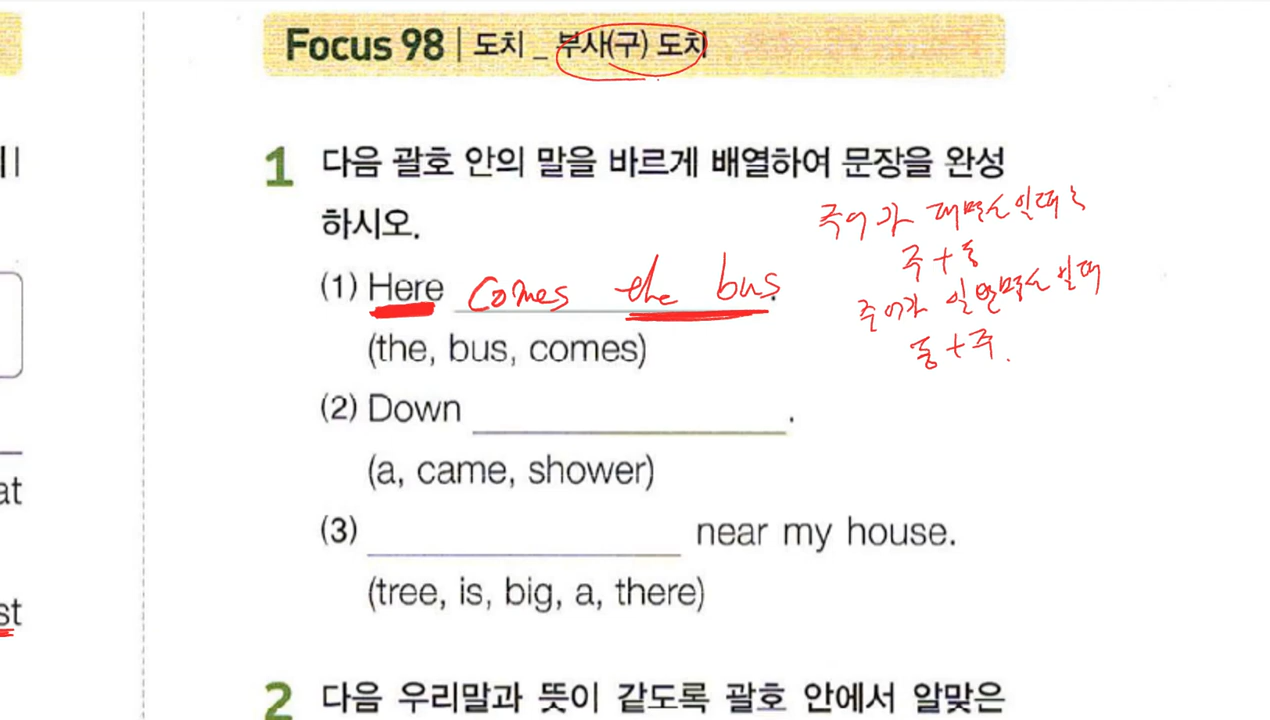 Focus 98 | 도치 _ 부사(구) 도치
1 다음 괄호 안의 말을 바르게 배열하여 문장을 완성
하시오.
주어가 대명사일때는
주+동
(1) Here comes the bus.
주어가 일반명사일때
동+주.
(the, bus, comes)
(2) Down .
(a, came, shower)
(3) near my house.
(tree, is, big, a, there)
2 다음 우리말과 뜻이 같도록 괄호 안에서 알맞은
at
st